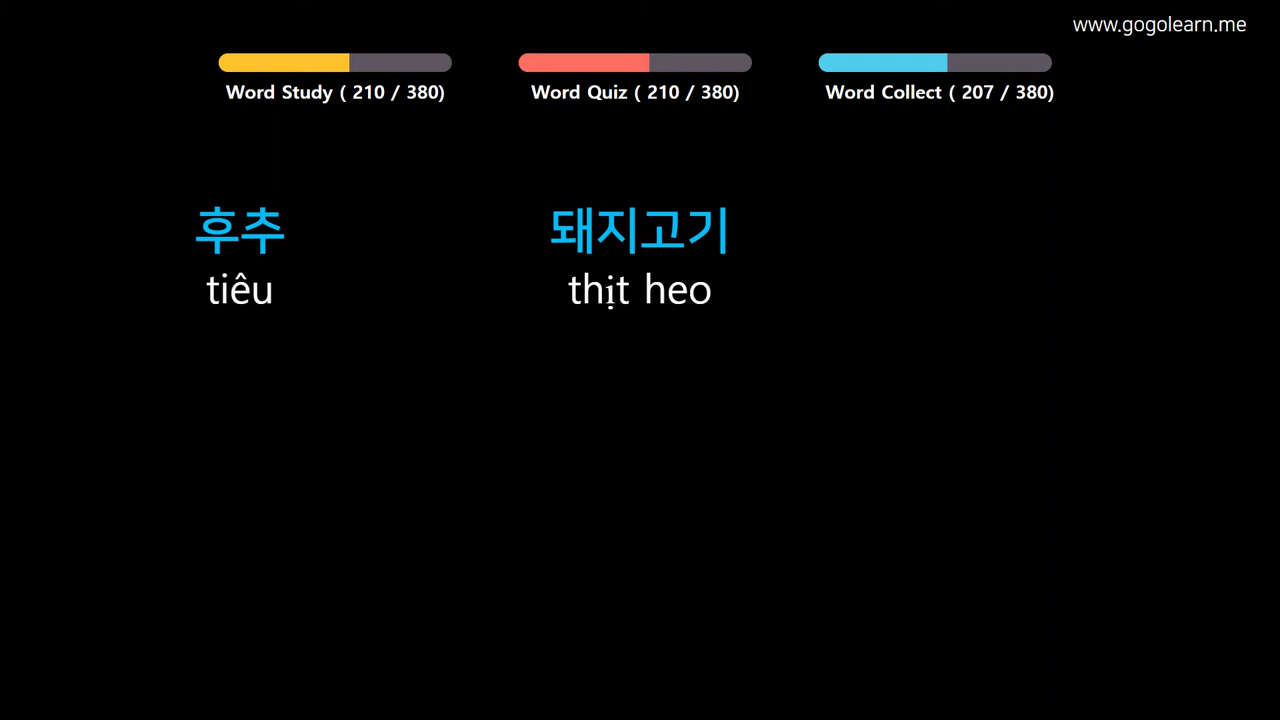 www.gogolearn.me
Word Study ( 210 / 380)
Word Quiz ( 210 / 380)
Word Collect ( 207 / 380)
후추
tiêu
돼지고기
thịt heo